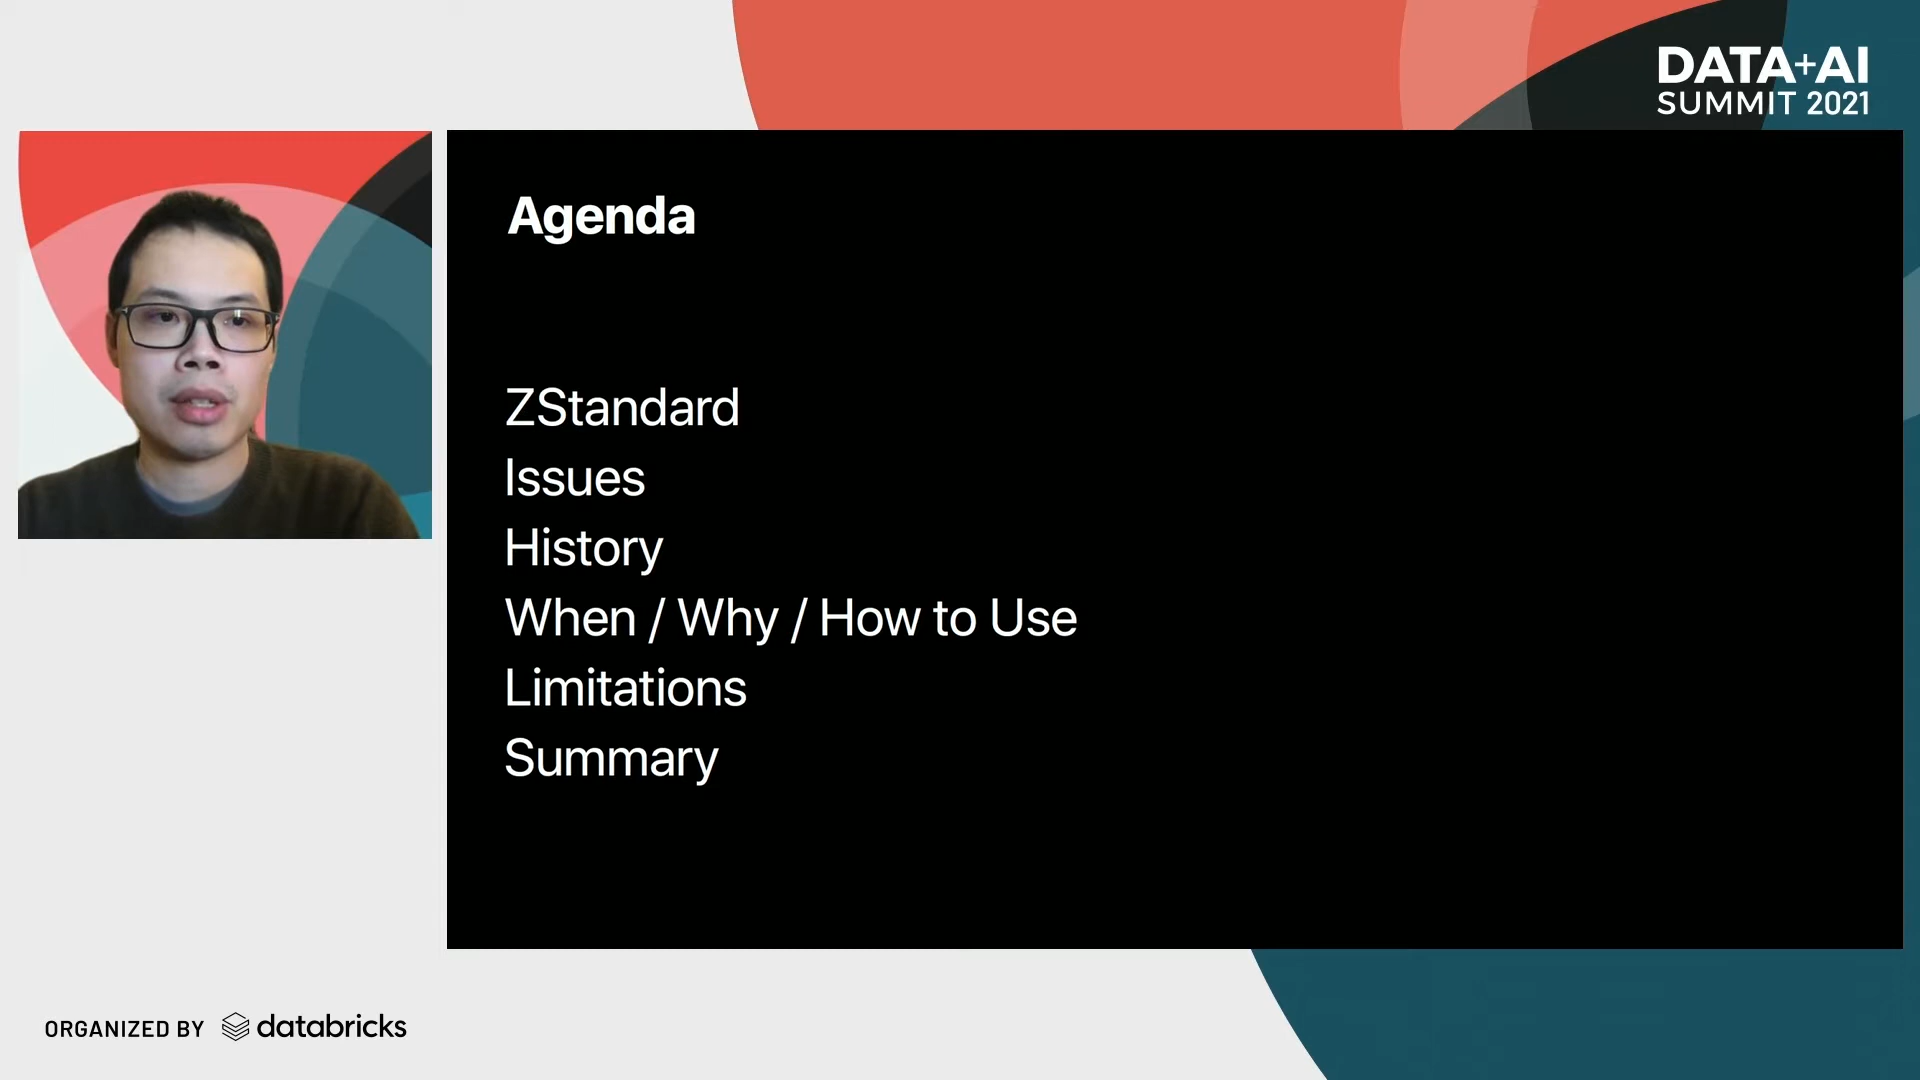 DATA+AI
SUMMIT 2021
Agenda
ZStandard
Issues
History
When / Why / How to Use
Limitations
Summary
ORGANIZED BY databricks